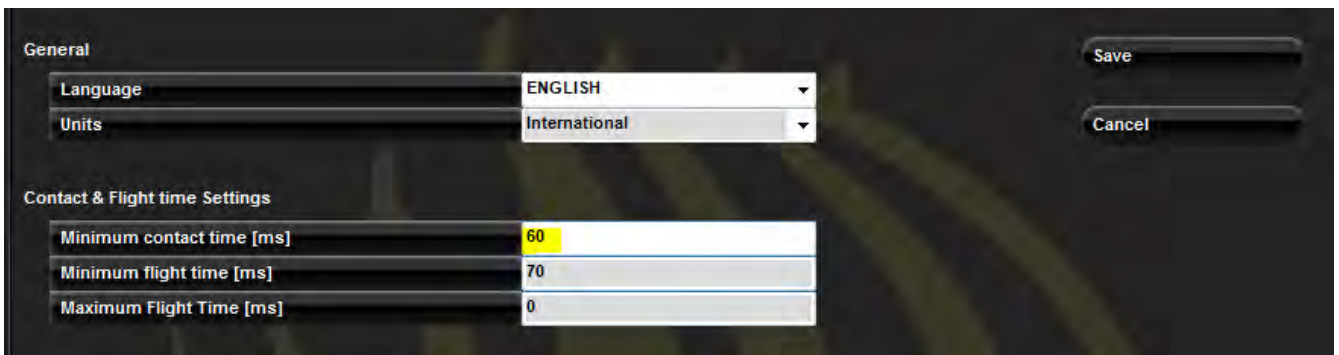 General
Save
Language ENGLISH
Units International
Cancel
Contact & Flight time Settings
Minimum contact time [ms] 60
Minimum flight time [ms] 70
Maximum Flight Time [ms] 0